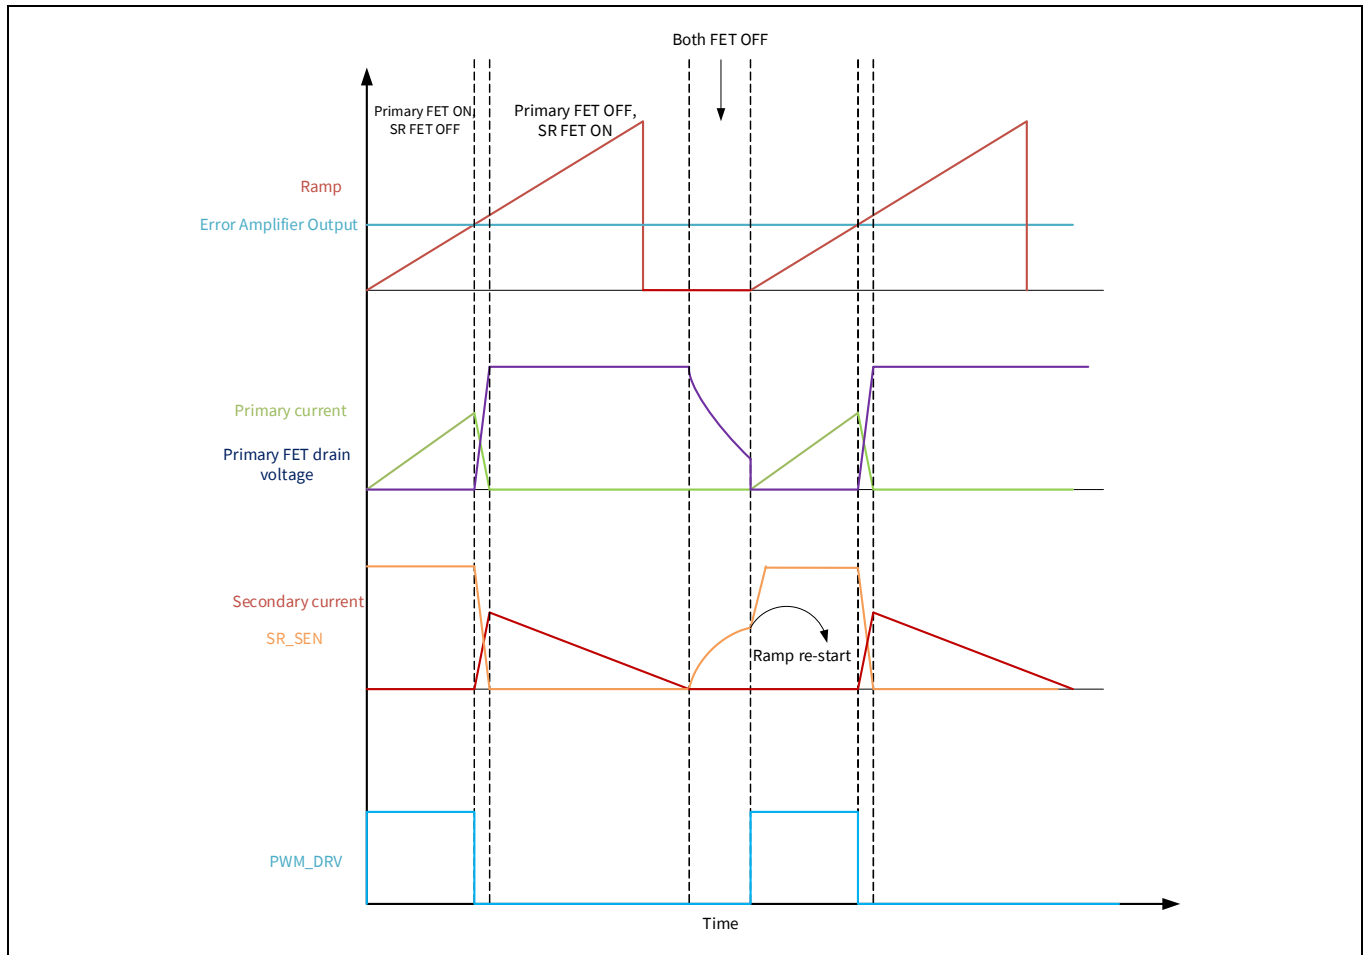 Both FET OFF
Primary FET ON,
SR FET OFF
Primary FET OFF,
SR FET ON
Ramp
Error Amplifier Output
Primary current
Primary FET drain
voltage
Secondary current
SR_SEN
Ramp re-start
PWM_DRV
Time